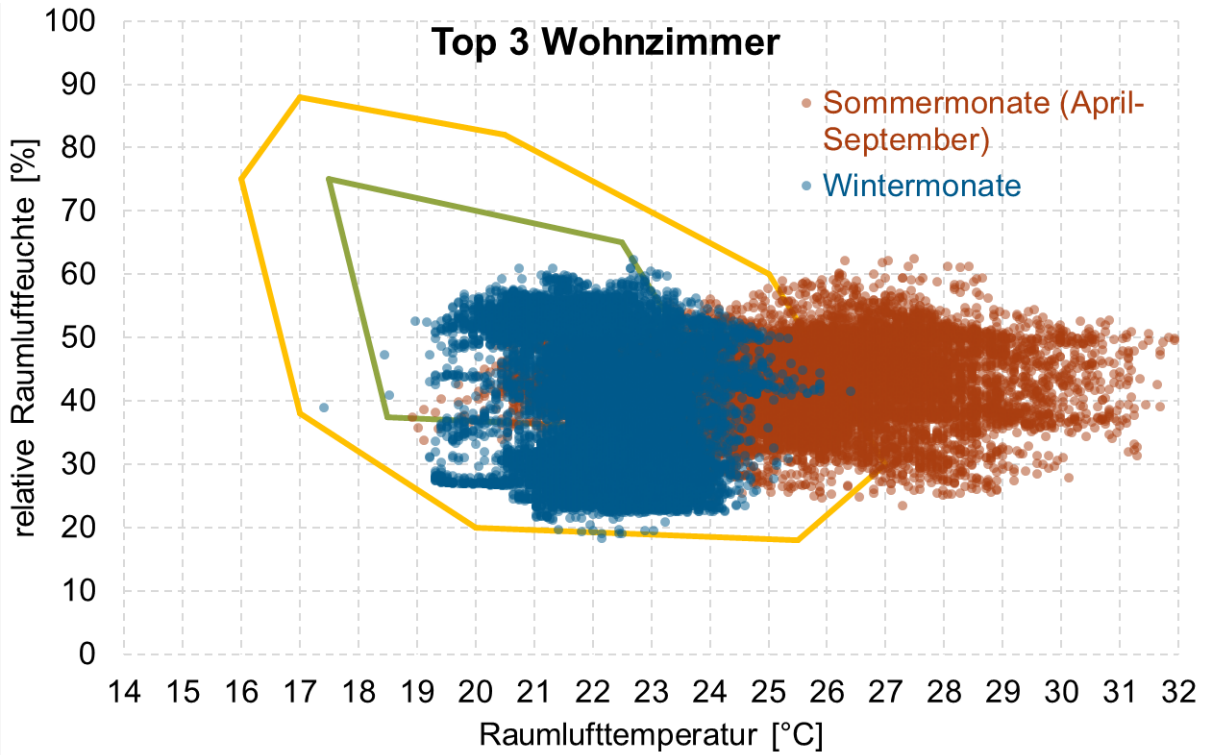 Top 3 Wohnzimmer
Sommermonate (April-
September)
Wintermonate
relative Raumluftfeuchte [%]
100
90
80
70
60
50
40
30
20
10
0
14 15 16 17 18 19 20 21 22 23 24 25 26 27 28 29 30 31 32
Raumlufttemperatur [°C]